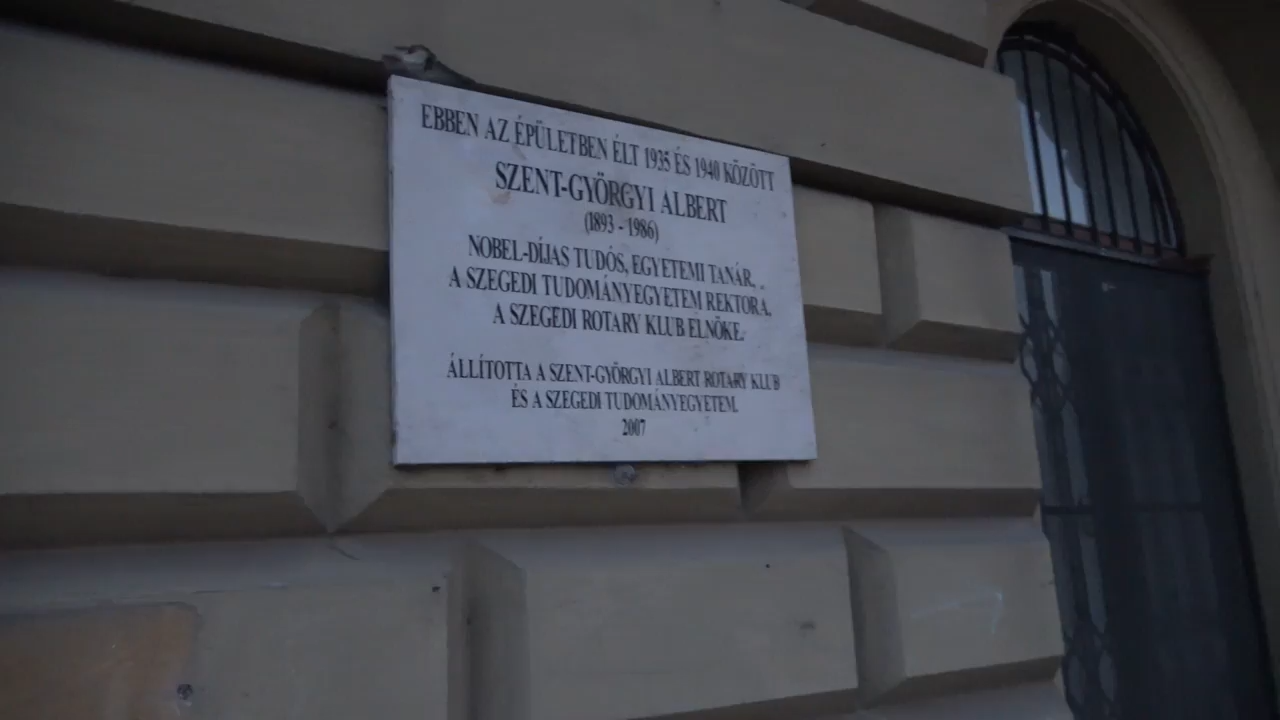 EBBEN AZ ÉPÜLETBEN ÉLT 1935 ÉS 1940 KÖZÖTT
SZENT-GYÖRGYI ALBERT
(1893 - 1986)
NOBEL-DÍJAS TUDÓS, EGYETEMI TANÁR,
A SZEGEDI TUDOMÁNYEGYETEM REKTORA,
A SZEGEDI ROTARY KLUB ELNÖKE.
ÁLLÍTOTTA A SZENT-GYÖRGYI ALBERT ROTARY KLUB
ÉS A SZEGEDI TUDOMÁNYEGYETEM.
2007